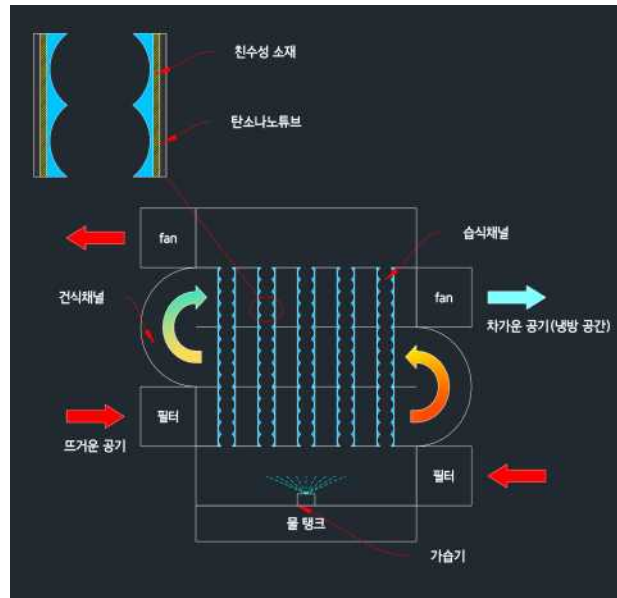 친수성 소재
탄소나노튜브
fan
습식채널
건식채널
fan
차가운 공기(냉방 공간)
필터
뜨거운 공기
필터
물 탱크
가습기